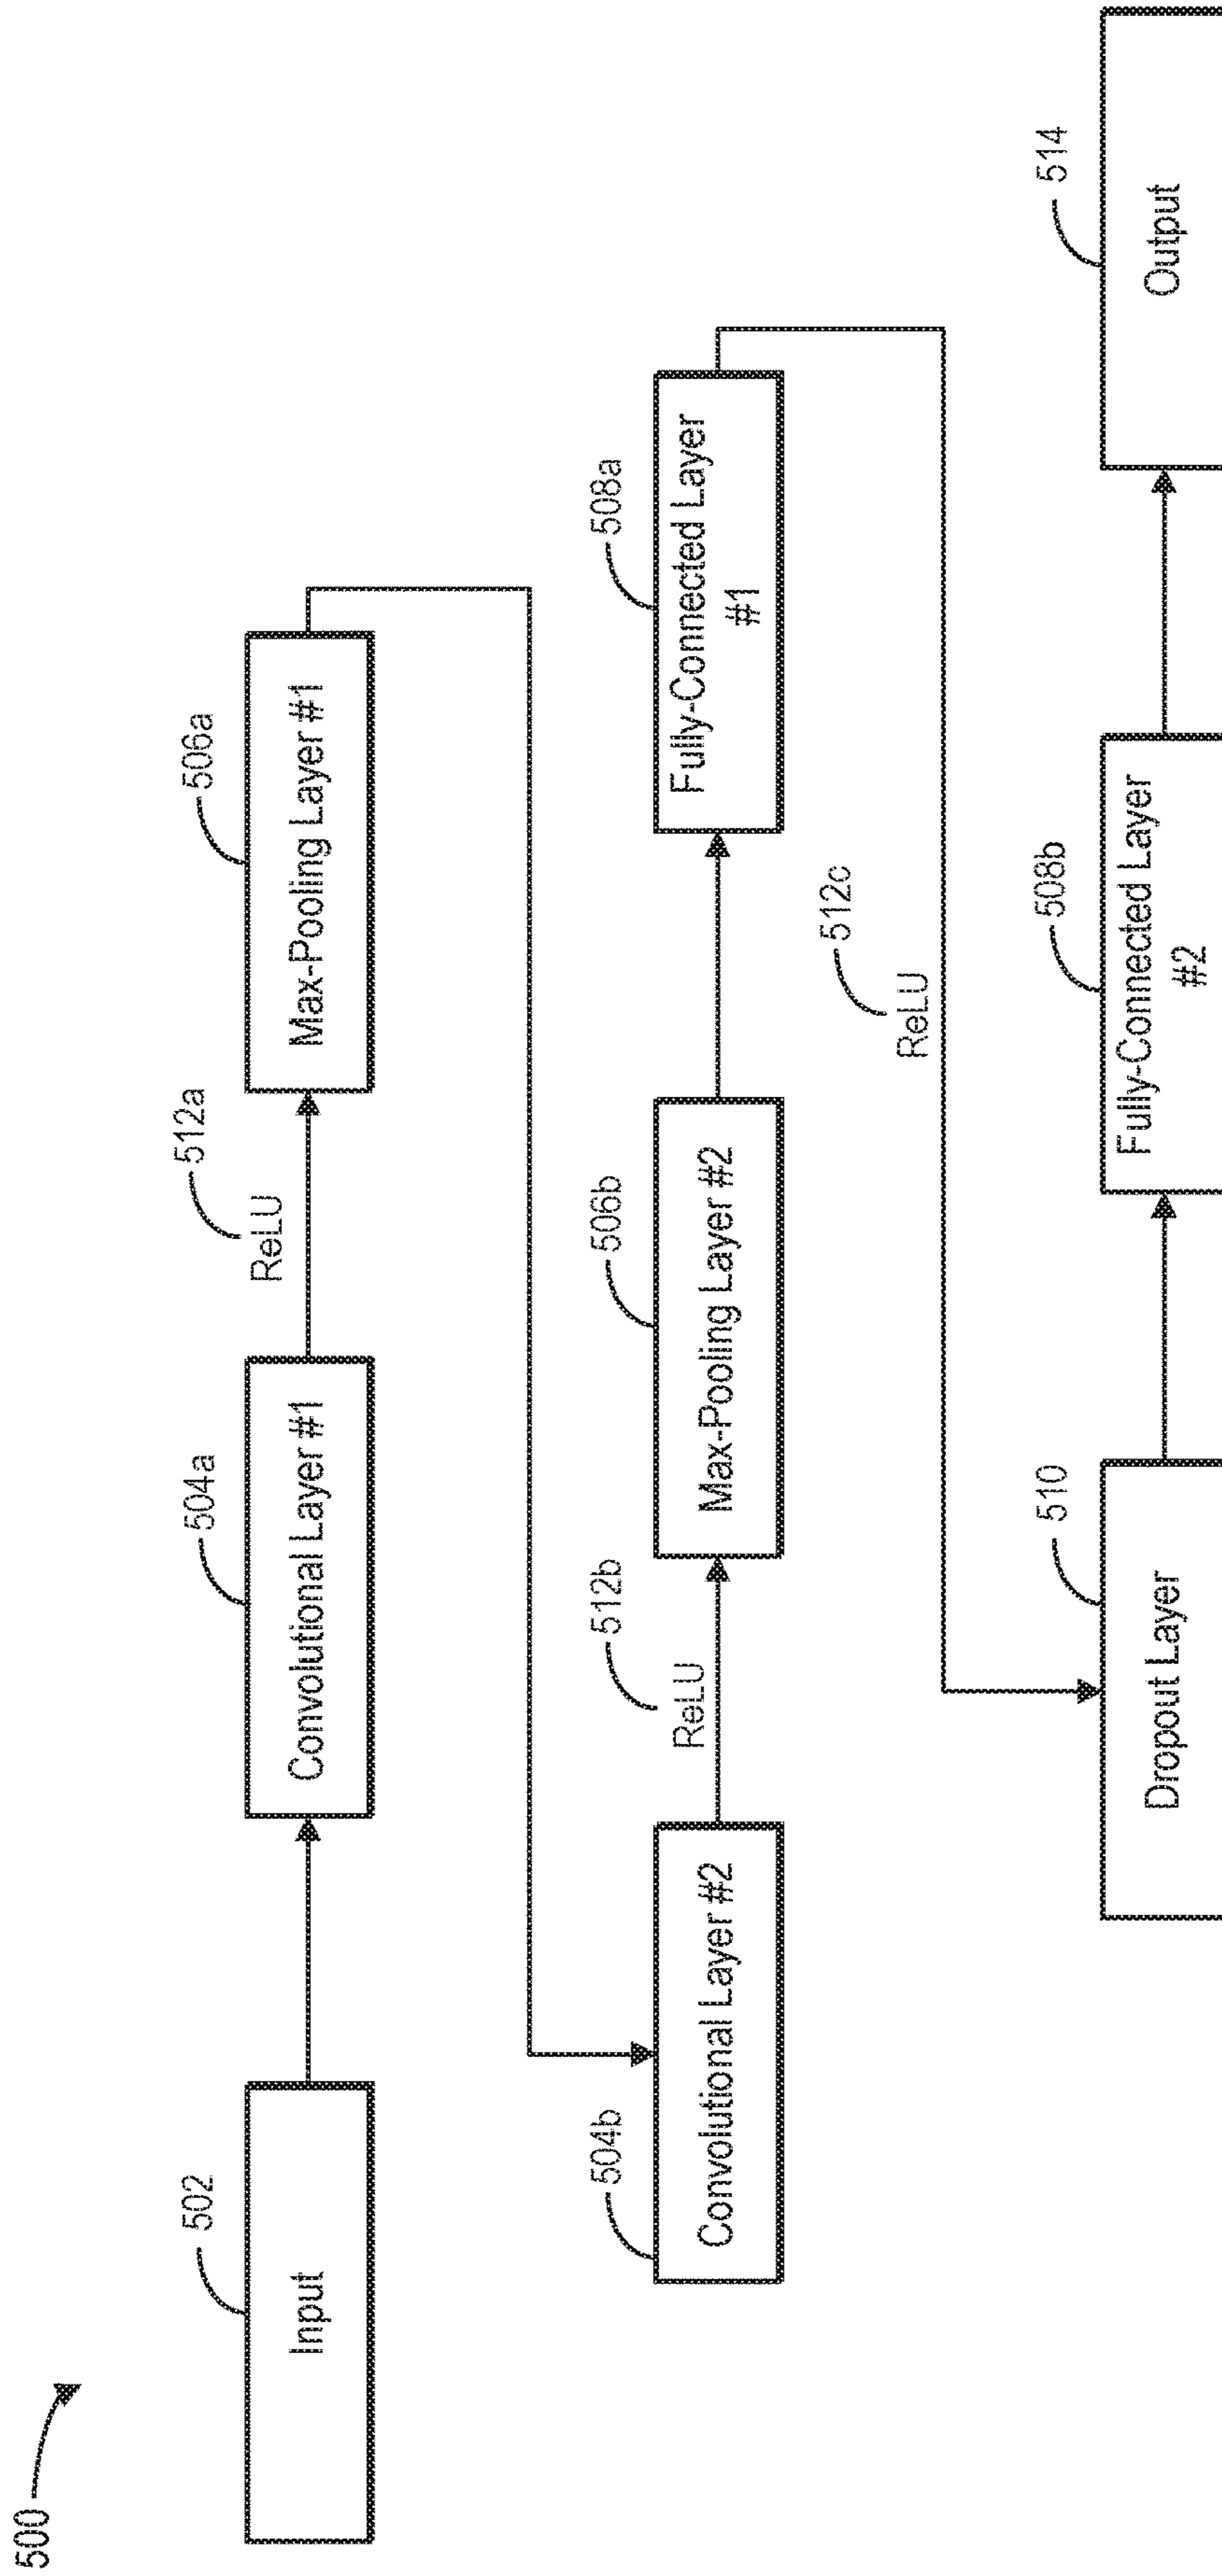 500
502
Input
504a
Convolutional Layer #1
512a
ReLU
506a
Max-Pooling Layer #1
504b
Convolutional Layer #2
512b
ReLU
506b
Max-Pooling Layer #2
508a
Fully-Connected Layer
#1
512c
ReLU
510
Dropout Layer
508b
Fully-Connected Layer
#2
514
Output